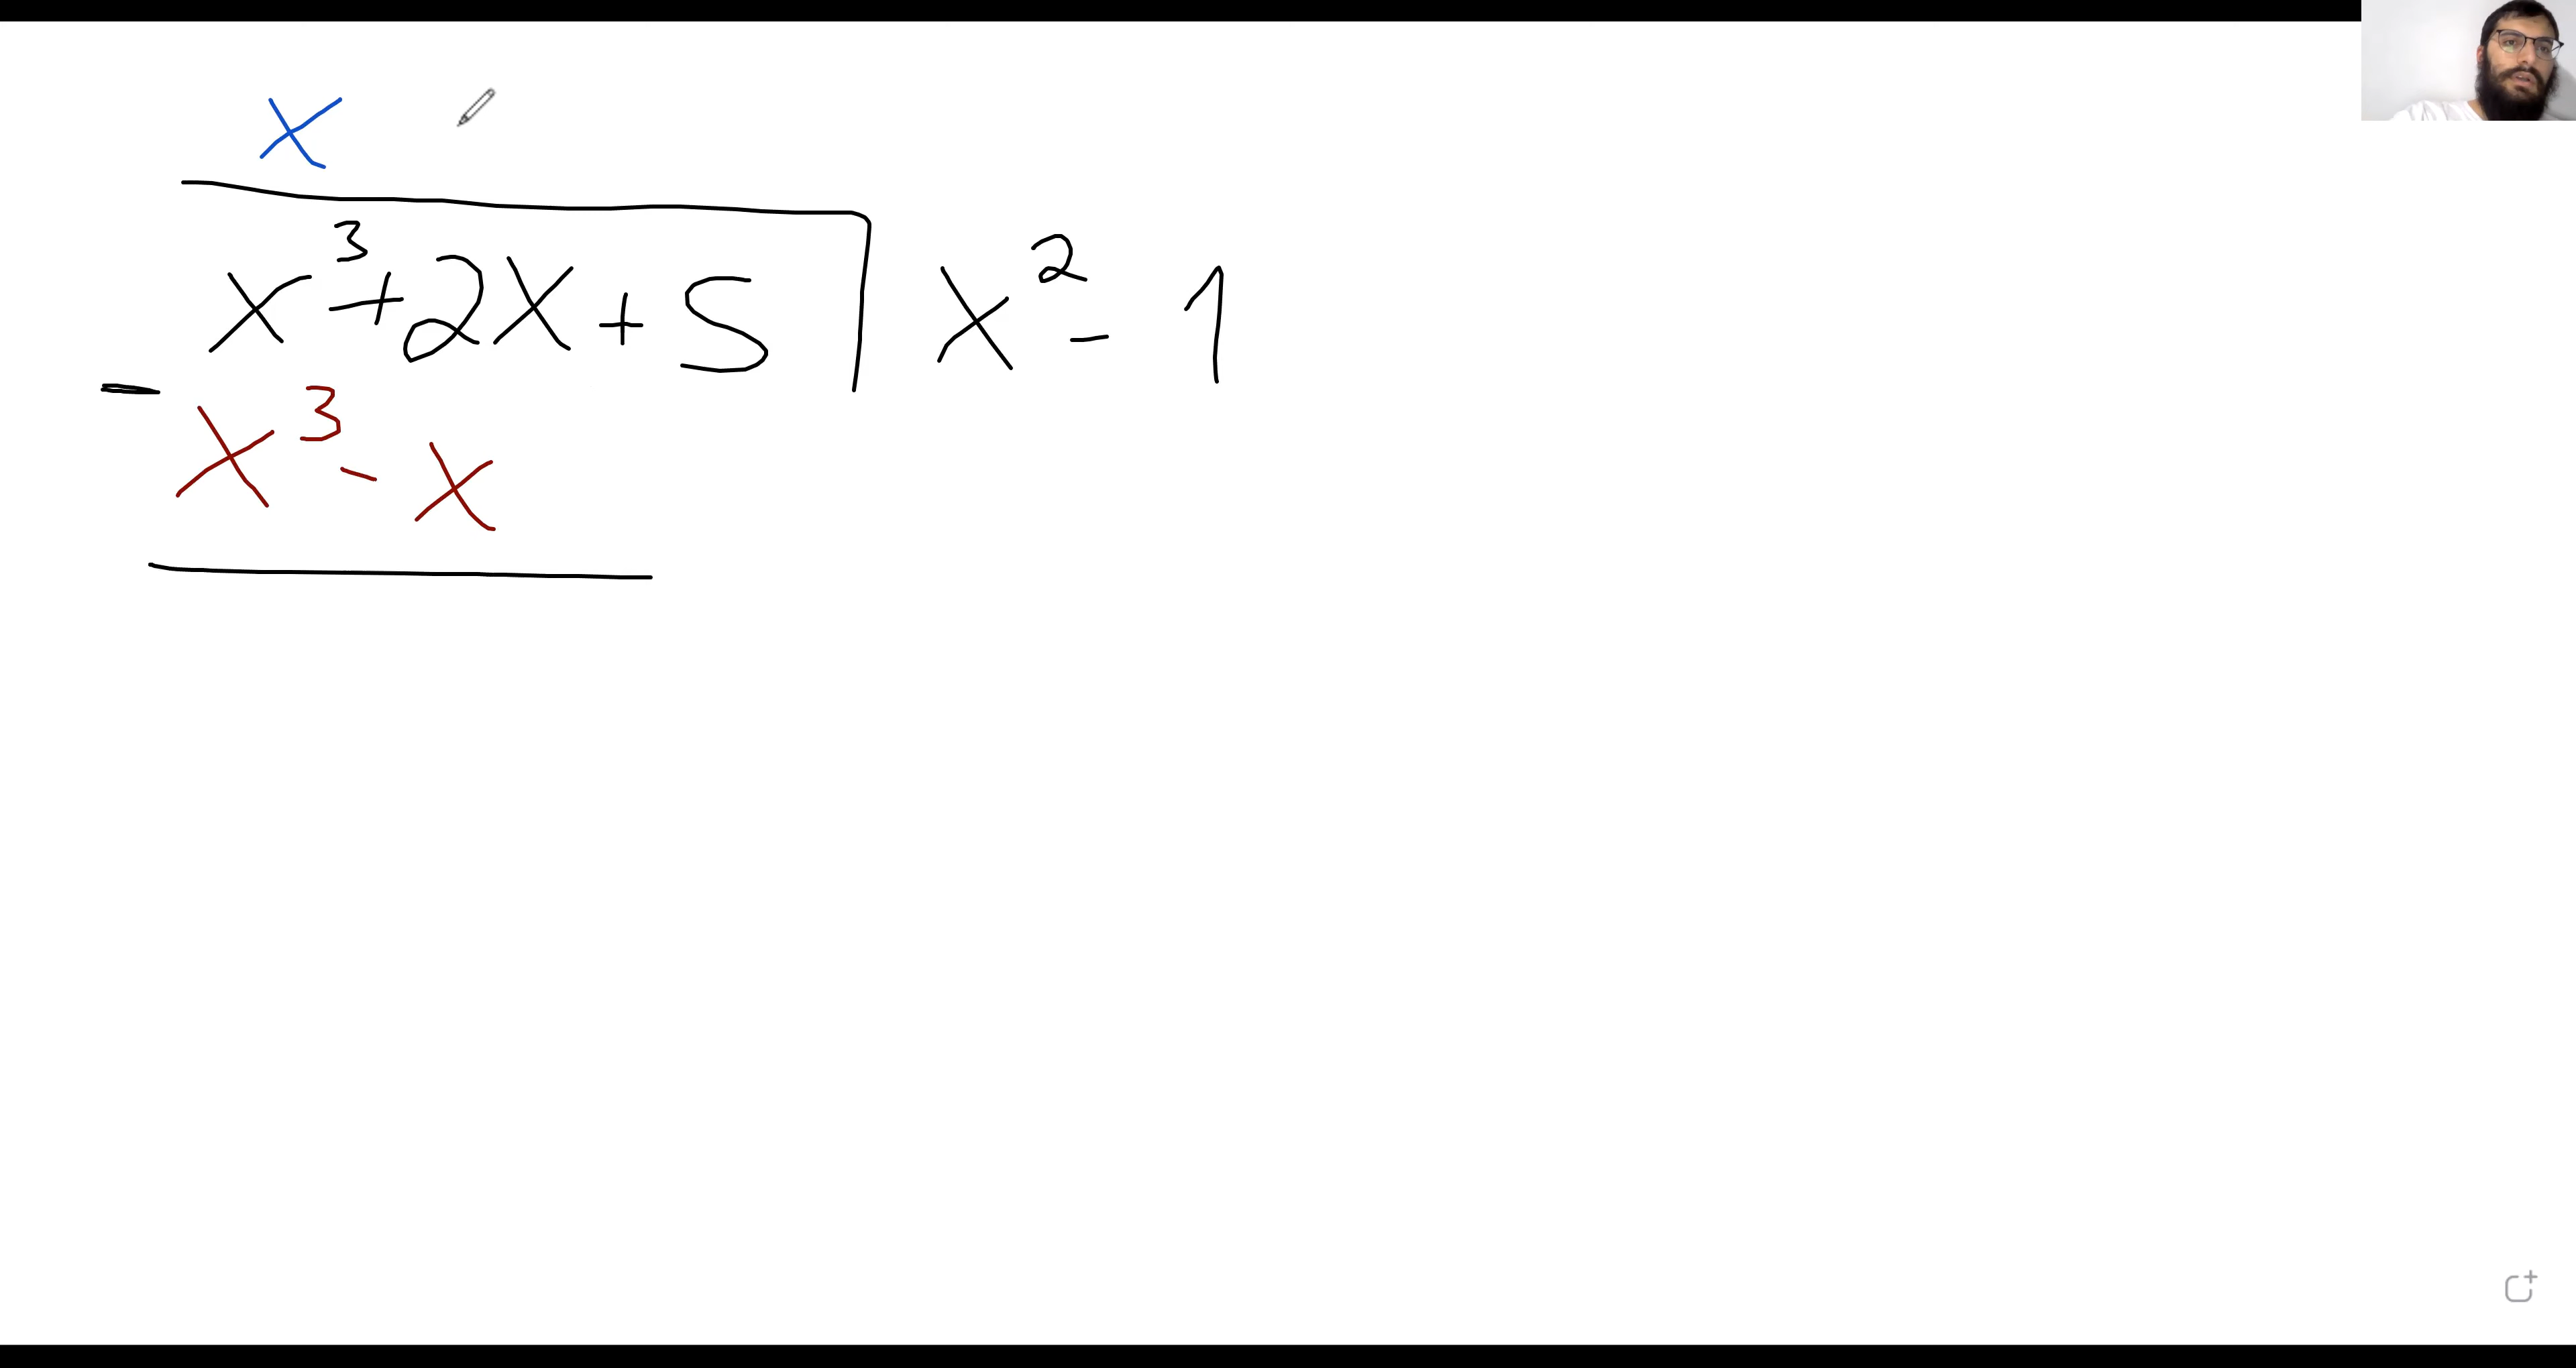 x
x³+2x+5 | x² - 1
-
x³ - x